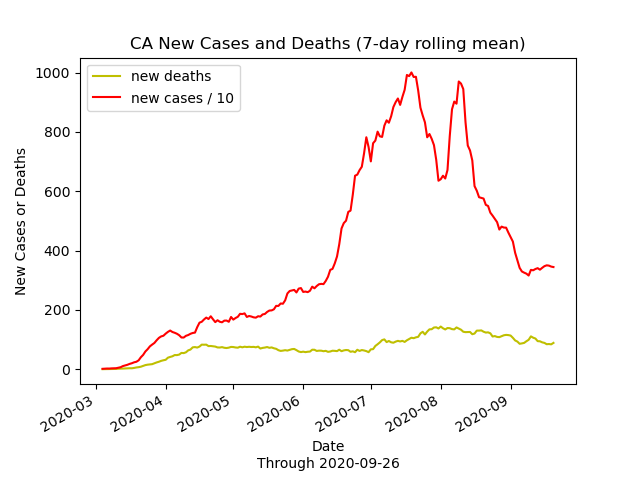 CA New Cases and Deaths (7-day rolling mean)
new deaths
new cases / 10
1000
800
600
400
200
0
New Cases or Deaths
2020-03
2020-04
2020-05
2020-06
2020-07
2020-08
2020-09
Date
Through 2020-09-26